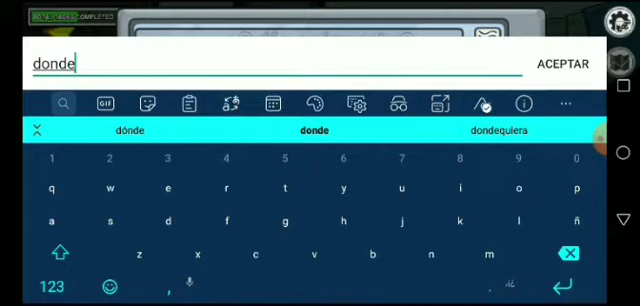 TOTAL TASKS COMPLETED
donde
ACEPTAR
GIF
dónde donde dondequiera
1 2 3 4 5 6 7 8 9 0
q w e r t y u i o p
a s d f g h j k l ñ
z x c v b n m
123 , . ¡¿